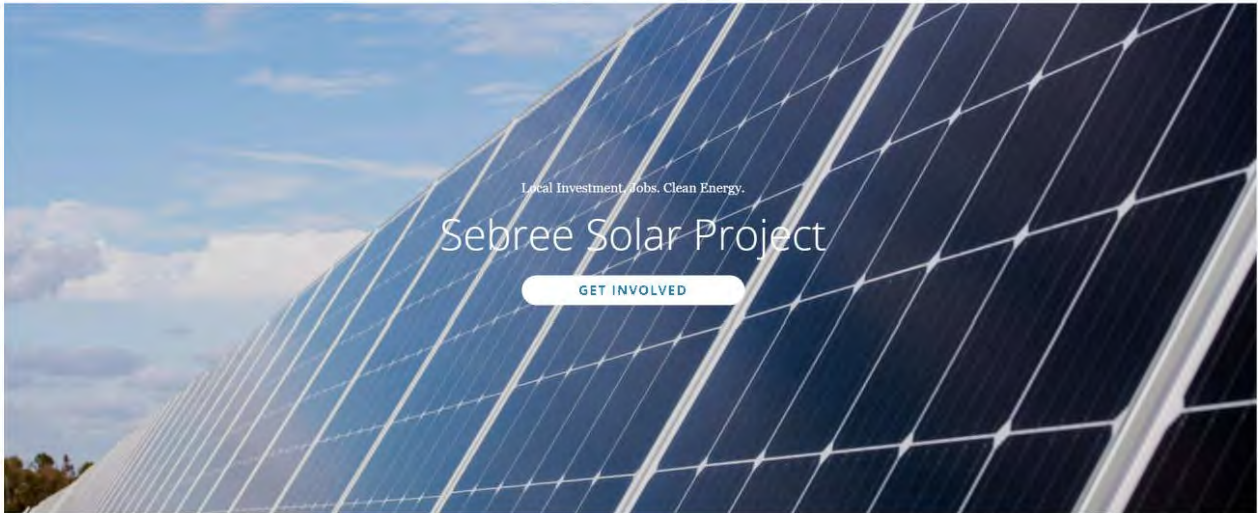 Local Investment. Jobs. Clean Energy.
Sebree Solar Project
GET INVOLVED